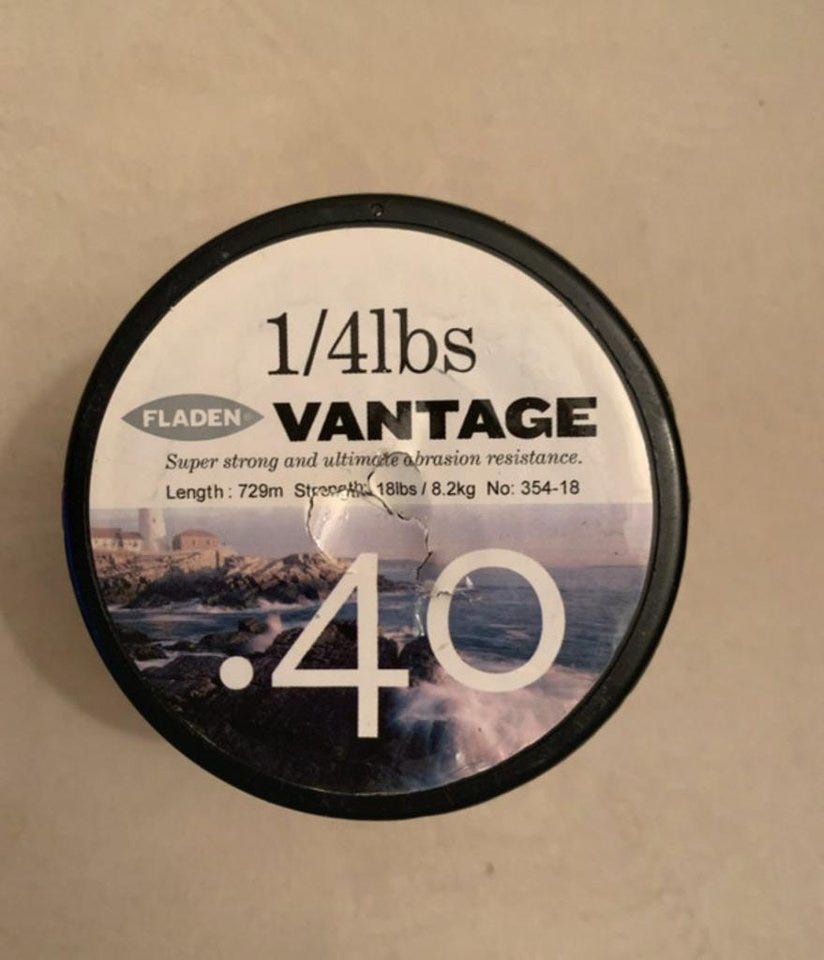 1/4lbs
FLADEN® VANTAGE
Super strong and ultimate abrasion resistance.
Length : 729m Strength: 18lbs / 8.2kg No: 354-18
.40